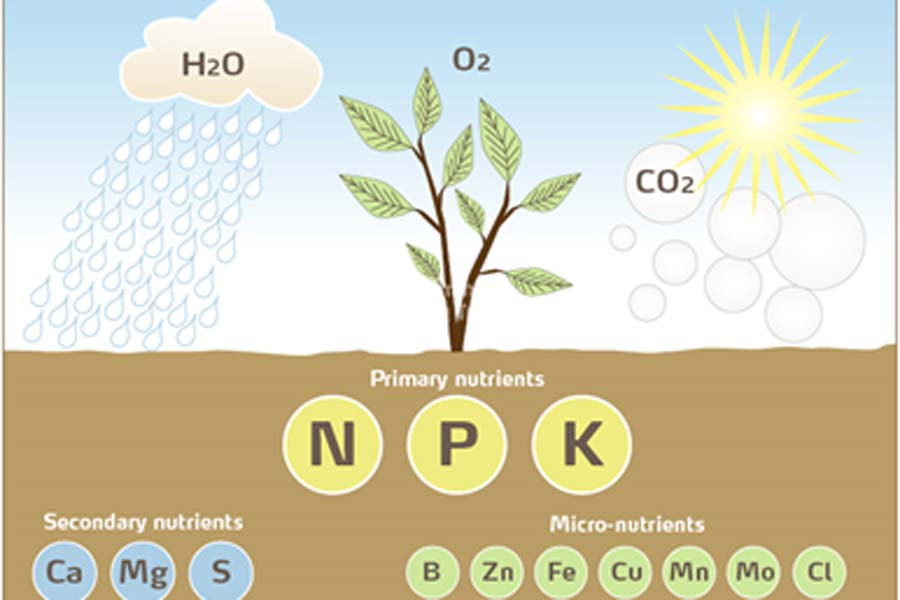 H2O
O2
CO2
Primary nutrients
N P K
Secondary nutrients
Micro-nutrients
Ca Mg S
B Zn Fe Cu Mn Mo Cl